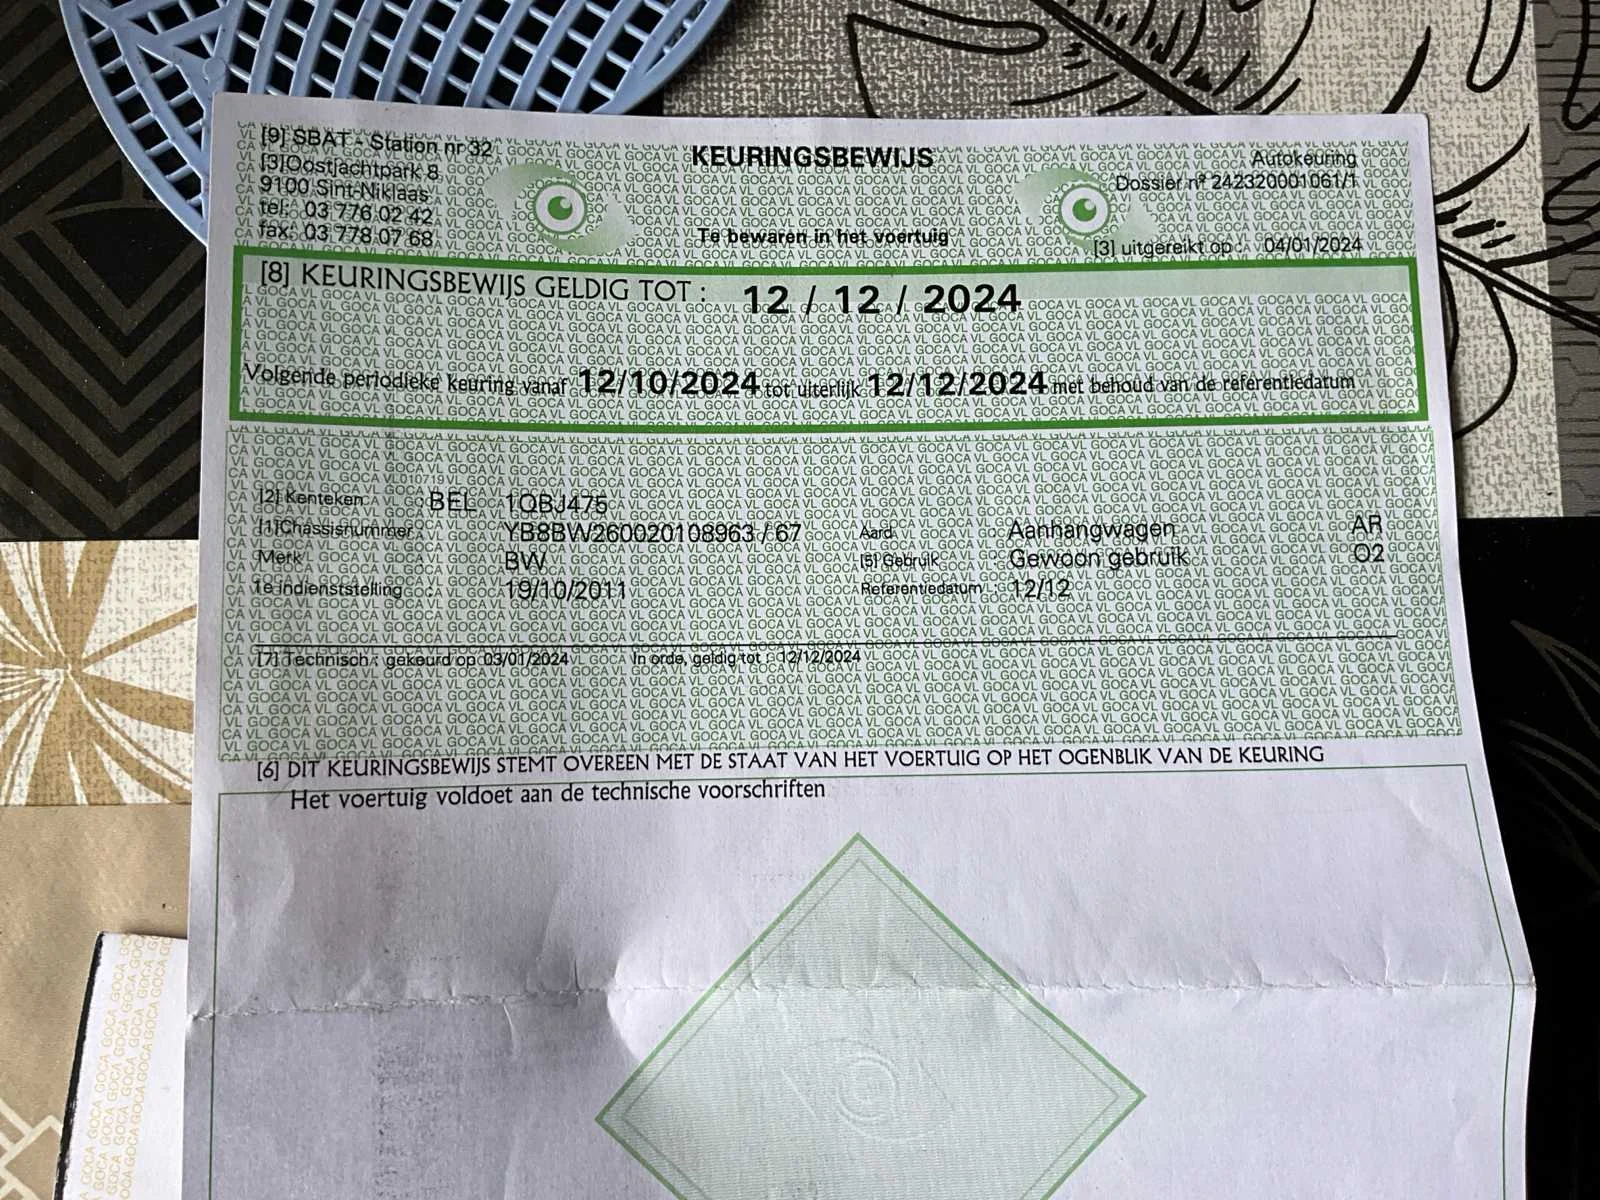 [9] SBAT - Station nr 32
[3]Oostjachtpark 8
9100 Sint-Niklaas
tel: 03 776 02 42
fax: 03 778 07 68
KEURINGSBEWIJS
Te bewaren in het voertuig
Autokeuring
Dossier n° 242320001061/1
[3] uitgereikt op : 04/01/2024
[8] KEURINGSBEWIJS GELDIG TOT : 12 / 12 / 2024
Volgende periodieke keuring vanaf 12/10/2024 tot uiterlijk 12/12/2024 met behoud van de referentiedatum
[2] Kenteken : BEL 1QBJ475
[1]Chassisnummer : YB8BW260020108963 / 67 Aard : Aanhangwagen AR
Merk : BW [5] Gebruik : Gewoon gebruik O2
1e indienststelling : 19/10/2011 Referentiedatum : 12/12
[7] Technisch : gekeurd op 03/01/2024 In orde, geldig tot : 12/12/2024
[6] DIT KEURINGSBEWIJS STEMT OVEREEN MET DE STAAT VAN HET VOERTUIG OP HET OGENBLIK VAN DE KEURING
Het voertuig voldoet aan de technische voorschriften